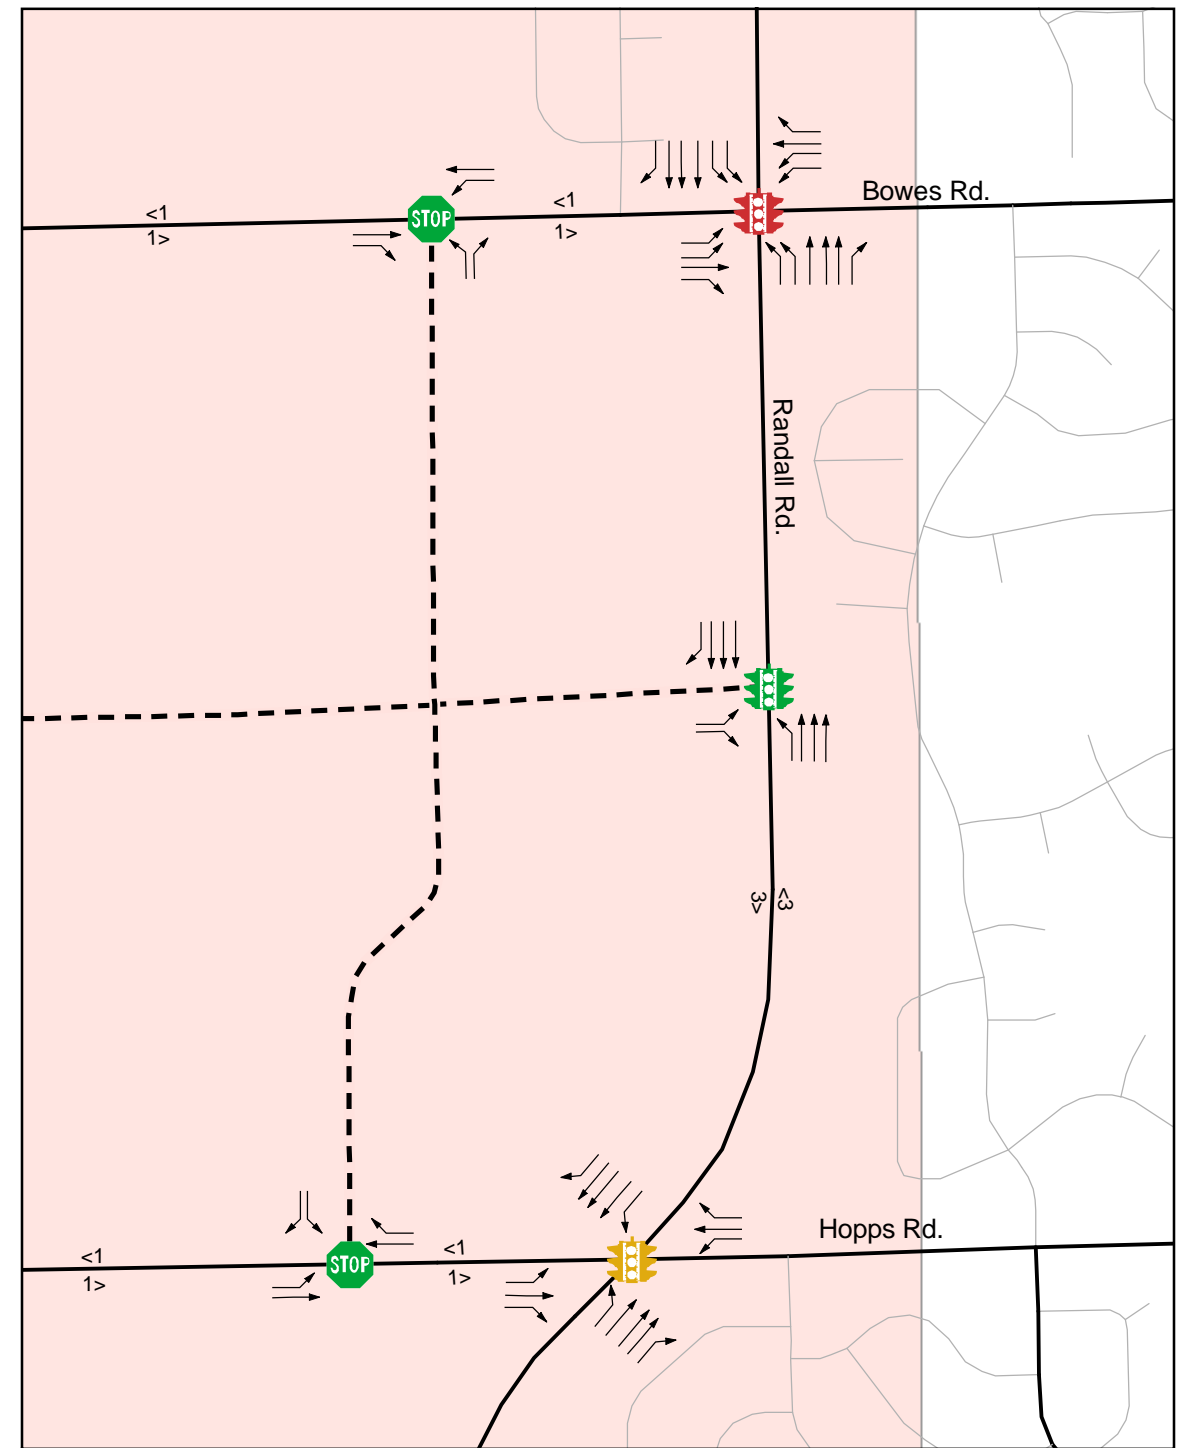 Bowes Rd.
<1
1>
STOP
<1
1>
Randall Rd.
3>
<3
Hopps Rd.
<1
1>
STOP
<1
1>